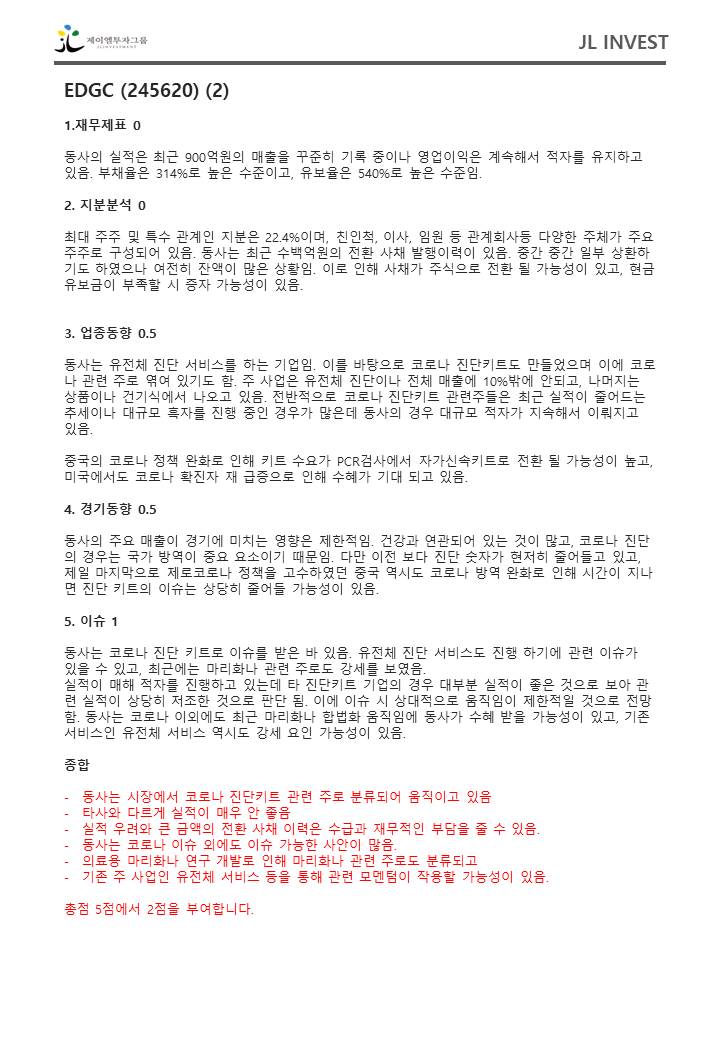 제이엘투자그룹
JLINVESTMENT
JL INVEST
EDGC (245620) (2)
1.재무제표 0
동사의 실적은 최근 900억원의 매출을 꾸준히 기록 중이나 영업이익은 계속해서 적자를 유지하고
있음. 부채율은 314%로 높은 수준이고, 유보율은 540%로 높은 수준임.
2. 지분분석 0
최대 주주 및 특수 관계인 지분은 22.4%이며, 친인척, 이사, 임원 등 관계회사등 다양한 주체가 주요
주주로 구성되어 있음. 동사는 최근 수백억원의 전환 사채 발행이력이 있음. 중간 중간 일부 상환하
기도 하였으나 여전히 잔액이 많은 상황임. 이로 인해 사채가 주식으로 전환 될 가능성이 있고, 현금
유보금이 부족할 시 증자 가능성이 있음.
3. 업종동향 0.5
동사는 유전체 진단 서비스를 하는 기업임. 이를 바탕으로 코로나 진단키트도 만들었으며 이에 코로
나 관련 주로 엮여 있기도 함. 주 사업은 유전체 진단이나 전체 매출에 10%밖에 안되고, 나머지는
상품이나 건기식에서 나오고 있음. 전반적으로 코로나 진단키트 관련주들은 최근 실적이 줄어드는
추세이나 대규모 흑자를 진행 중인 경우가 많은데 동사의 경우 대규모 적자가 지속해서 이뤄지고
있음.
중국의 코로나 정책 완화로 인해 키트 수요가 PCR검사에서 자가신속키트로 전환 될 가능성이 높고,
미국에서도 코로나 확진자 재 급증으로 인해 수혜가 기대 되고 있음.
4. 경기동향 0.5
동사의 주요 매출이 경기에 미치는 영향은 제한적임. 건강과 연관되어 있는 것이 많고, 코로나 진단
의 경우는 국가 방역이 중요 요소이기 때문임. 다만 이전 보다 진단 숫자가 현저히 줄어들고 있고,
제일 마지막으로 제로코로나 정책을 고수하였던 중국 역시도 코로나 방역 완화로 인해 시간이 지나
면 진단 키트의 이슈는 상당히 줄어들 가능성이 있음.
5. 이슈 1
동사는 코로나 진단 키트로 이슈를 받은 바 있음. 유전체 진단 서비스도 진행 하기에 관련 이슈가
있을 수 있고, 최근에는 마리화나 관련 주로도 강세를 보였음.
실적이 매해 적자를 진행하고 있는데 타 진단키트 기업의 경우 대부분 실적이 좋은 것으로 보아 관
련 실적이 상당히 저조한 것으로 판단 됨. 이에 이슈 시 상대적으로 움직임이 제한적일 것으로 전망
함. 동사는 코로나 이외에도 최근 마리화나 합법화 움직임에 동사가 수혜 받을 가능성이 있고, 기존
서비스인 유전체 서비스 역시도 강세 요인 가능성이 있음.
종합
- 동사는 시장에서 코로나 진단키트 관련 주로 분류되어 움직이고 있음
- 타사와 다르게 실적이 매우 안 좋음
- 실적 우려와 큰 금액의 전환 사채 이력은 수급과 재무적인 부담을 줄 수 있음.
- 동사는 코로나 이슈 외에도 이슈 가능한 사안이 많음.
- 의료용 마리화나 연구 개발로 인해 마리화나 관련 주로도 분류되고
- 기존 주 사업인 유전체 서비스 등을 통해 관련 모멘텀이 작용할 가능성이 있음.
총점 5점에서 2점을 부여합니다.